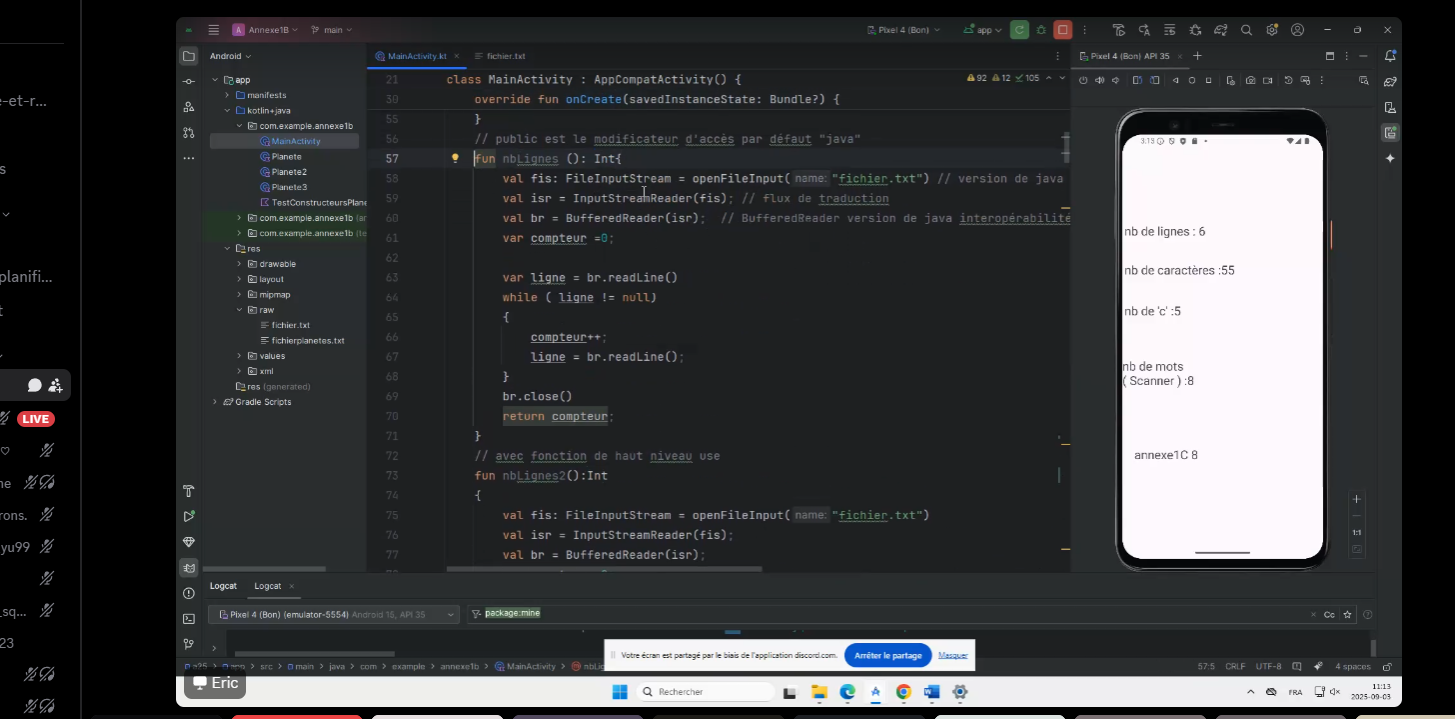 e-et-r...
s
planifi...
t
LIVE
ne
rons.
yu99
_sq...
23
Annexe1B
main
Pixel 4 (Bon)
app
Android
MainActivity.kt
fichier.txt
Pixel 4 (Bon) API 35
app
manifests
kotlin+java
com.example.annexe1b
MainActivity
Planete
Planete2
Planete3
TestConstructeursPlane
com.example.annexe1b (ar
com.example.annexe1b (te
res
drawable
layout
mipmap
raw
fichier.txt
fichierplanetes.txt
values
xml
res (generated)
Gradle Scripts
92 12 105
21 class MainActivity : AppCompatActivity() {
30 override fun onCreate(savedInstanceState: Bundle?) {
55 }
56 // public est le modificateur d'accès par défaut "java"
57 fun nbLignes (): Int{
58 val fis: FileInputStream = openFileInput( name: "fichier.txt") // version de java
59 val isr = InputStreamReader(fis); // flux de traduction
60 val br = BufferedReader(isr); // BufferedReader version de java interopérabilité
61 var compteur =0;
62
63 var ligne = br.readLine()
64 while ( ligne != null)
65 {
66 compteur++;
67 ligne = br.readLine();
68 }
69 br.close()
70 return compteur;
71 }
72 // avec fonction de haut niveau use
73 fun nbLignes2():Int
74 {
75 val fis: FileInputStream = openFileInput( name: "fichier.txt")
76 val isr = InputStreamReader(fis);
77 val br = BufferedReader(isr);
3:13
nb de lignes : 6
nb de caractères :55
nb de 'c' :5
nb de mots
( Scanner ) :8
annexe1C 8
1:1
Logcat
Logcat
Pixel 4 (Bon) (emulator-5554) Android 15, API 35
package:mine
Cc
Votre écran est partagé par le biais de l'application discord.com.
Arrêter le partage
Masquer
a25 > app > src > main > java > com > example > annexe1b > MainActivity > nbLig
57:5 CRLF UTF-8 4 spaces
Eric
Rechercher
FRA
11:13
2025-09-03